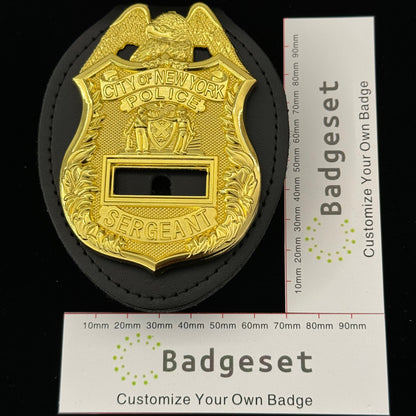 CITY OF NEW YORK
POLICE
SERGEANT
10mm 20mm 30mm 40mm 50mm 60mm 70mm 80mm 90mm
Badgeset
Customize Your Own Badge
10mm 20mm 30mm 40mm 50mm 60mm 70mm 80mm 90mm
Badgeset
Customize Your Own Badge